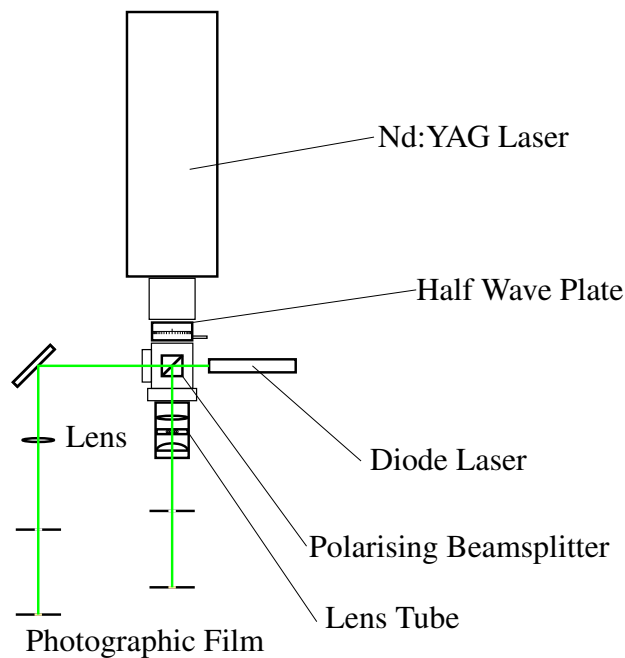 Nd:YAG Laser
Half Wave Plate
Lens
Diode Laser
Polarising Beamsplitter
Lens Tube
Photographic Film